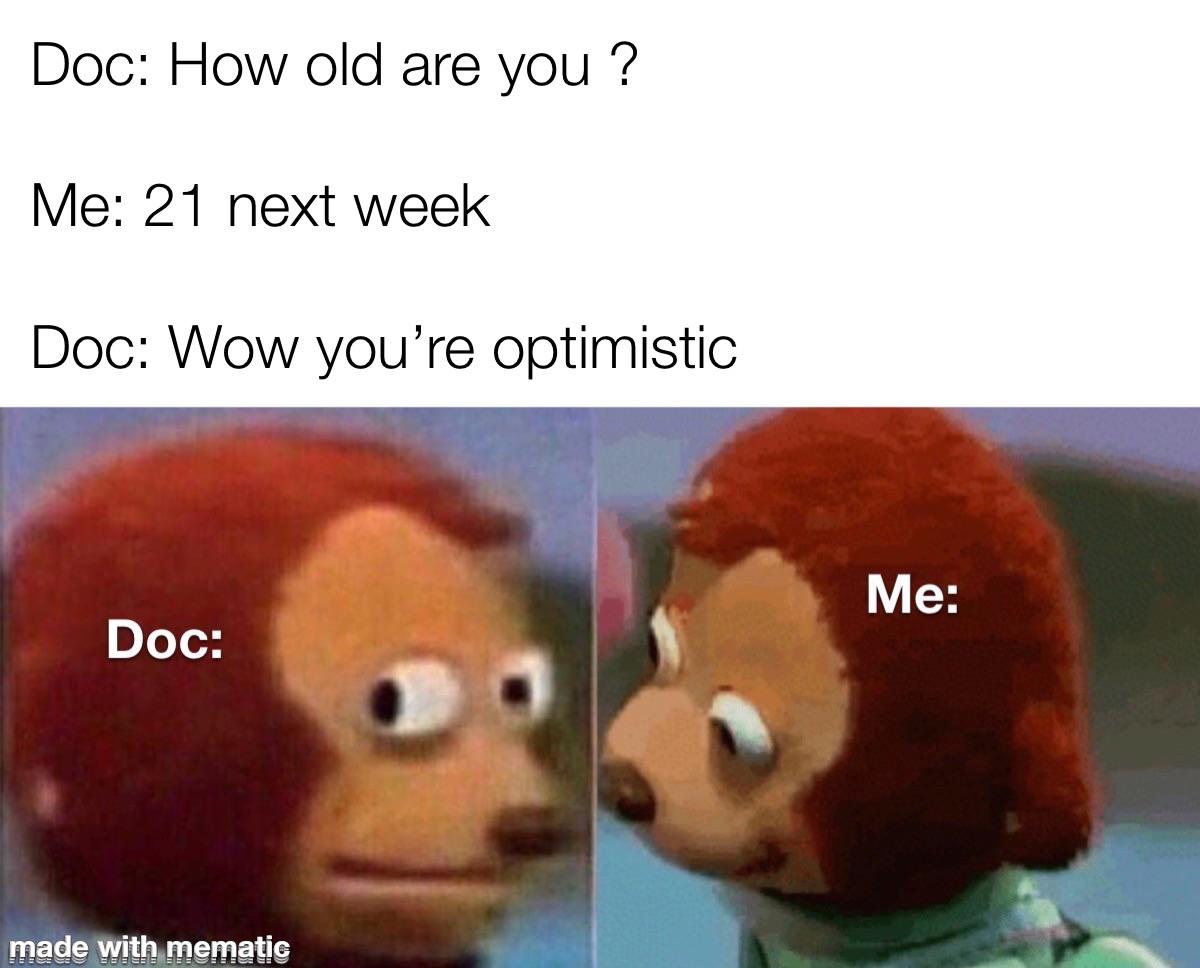 Doc: How old are you ?
Me: 21 next week
Doc: Wow you’re optimistic
Doc:
Me:
made with mematic